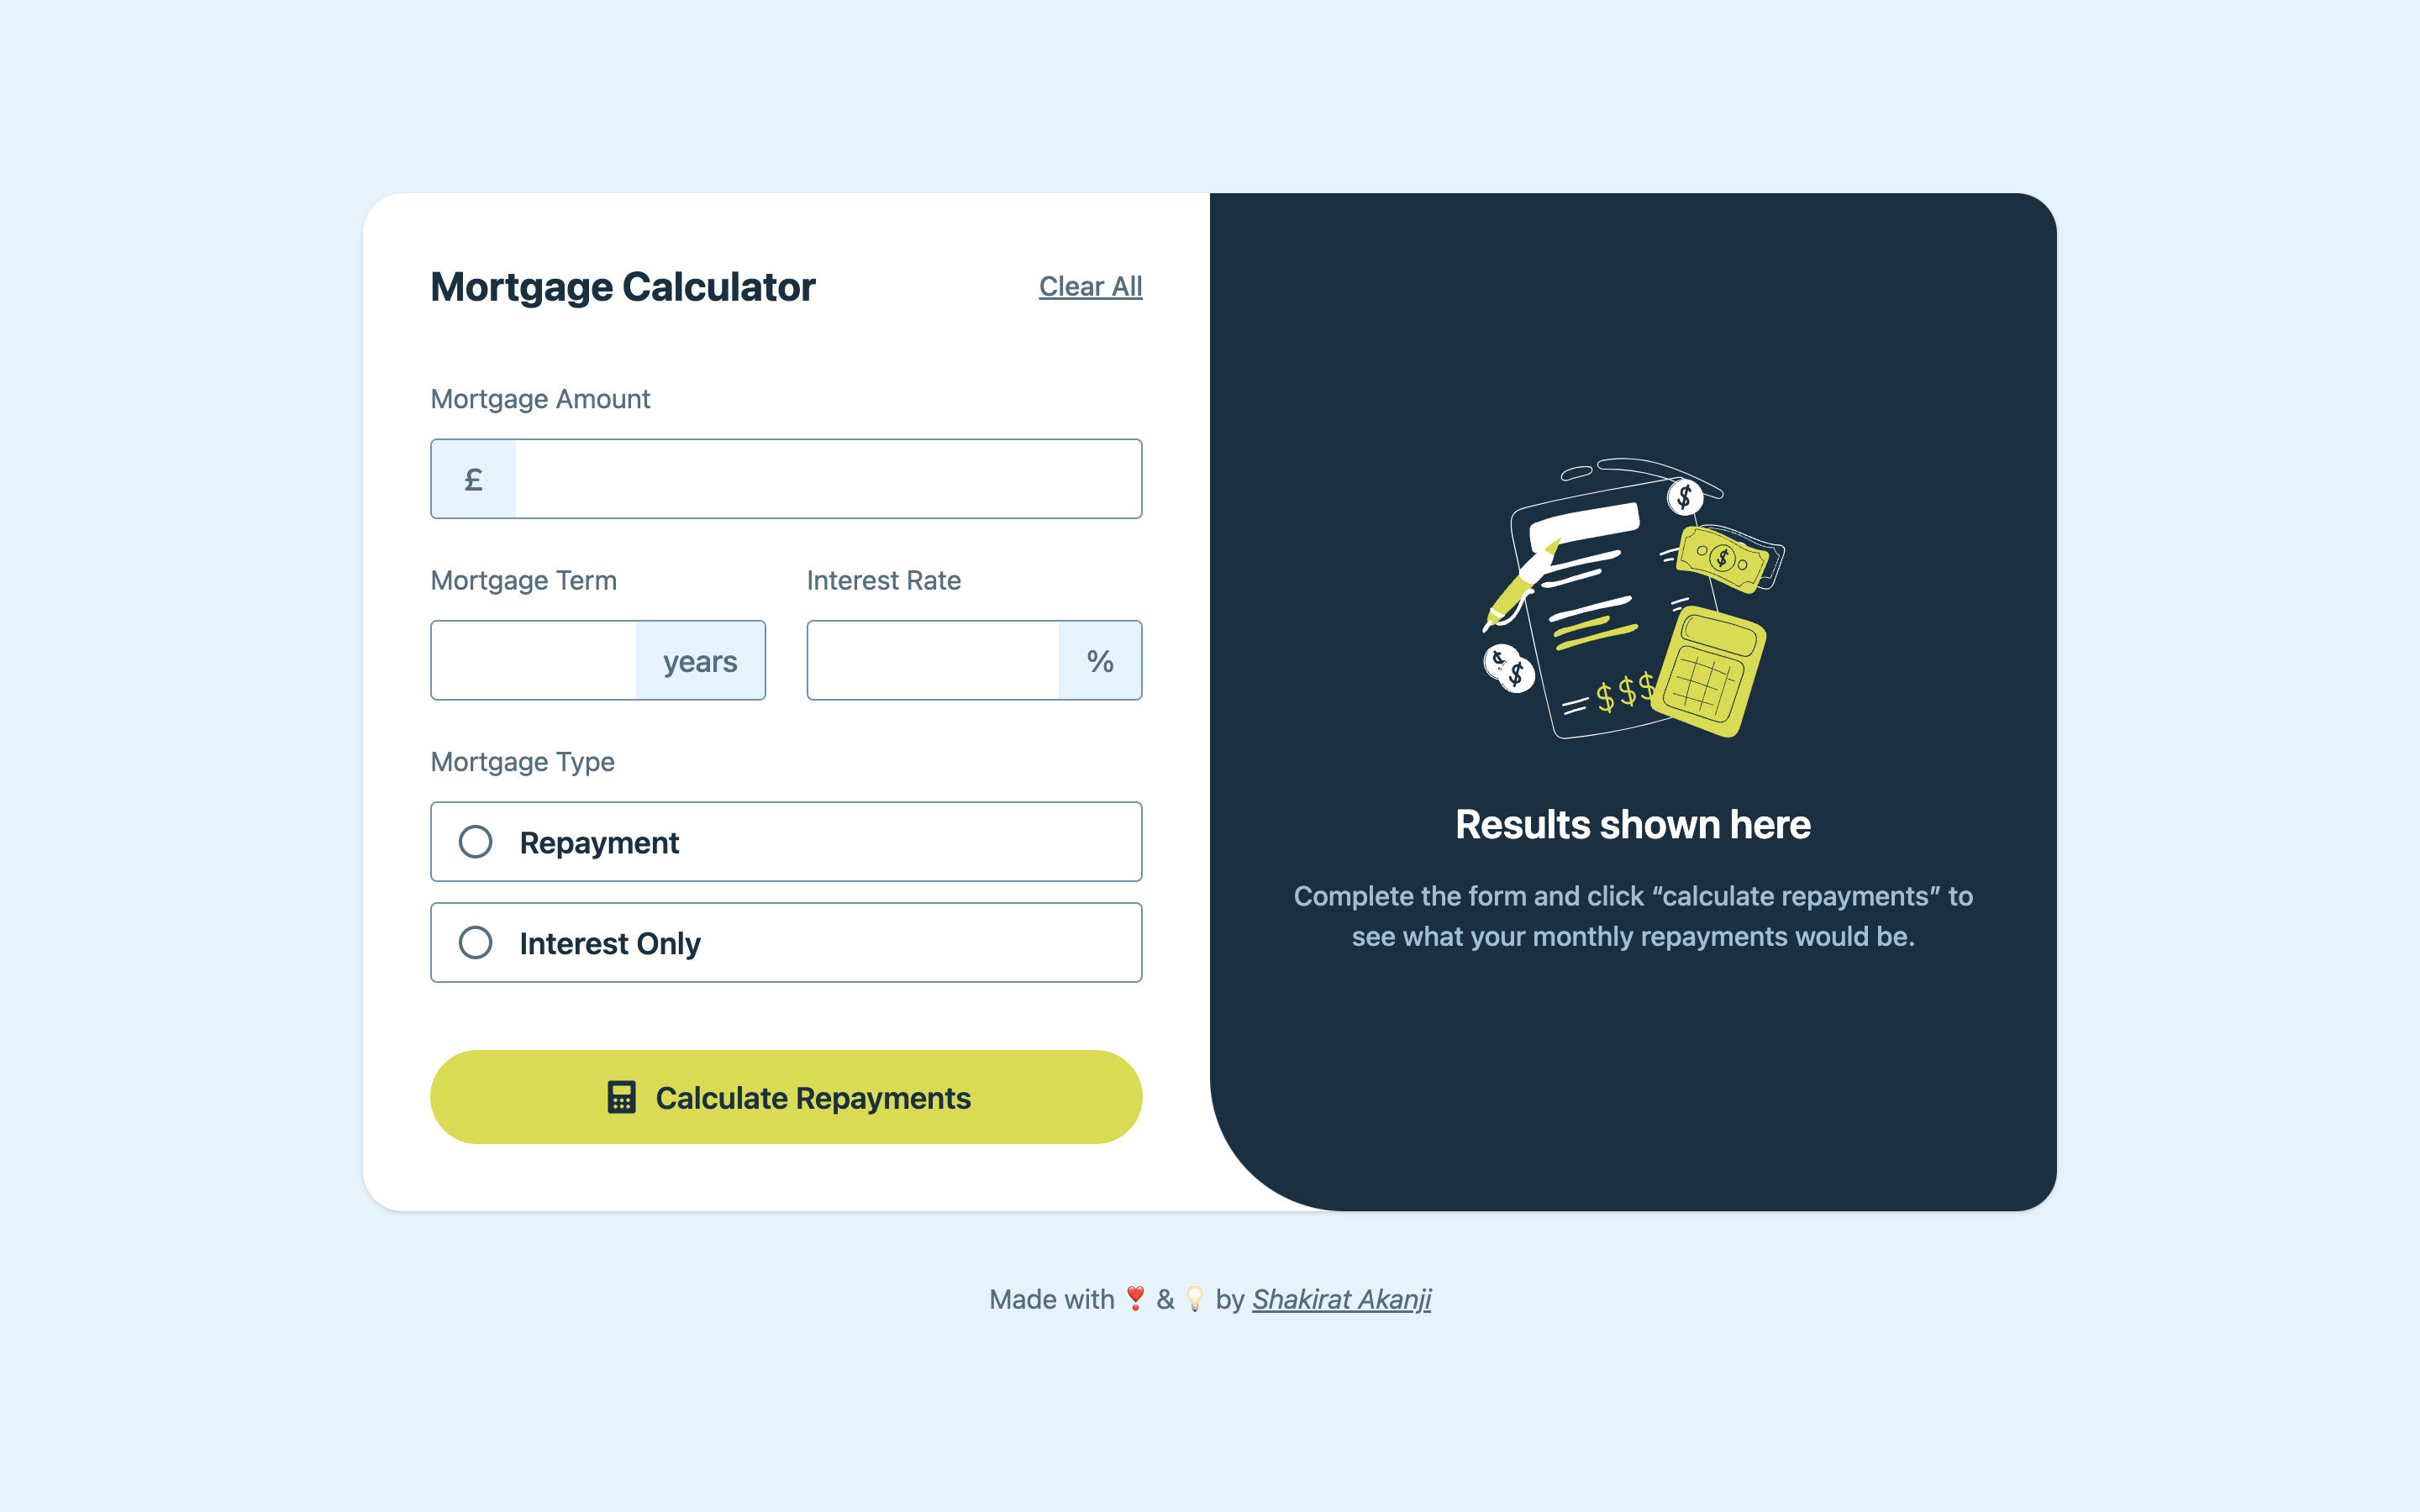 Mortgage Calculator
Clear All
Mortgage Amount
£
Mortgage Term
Interest Rate
years
%
Mortgage Type
Repayment
Interest Only
Calculate Repayments
$
$
$ $
$$$
Results shown here
Complete the form and click “calculate repayments” to
see what your monthly repayments would be.
Made with ❣️ & 💡 by Shakirat Akanji